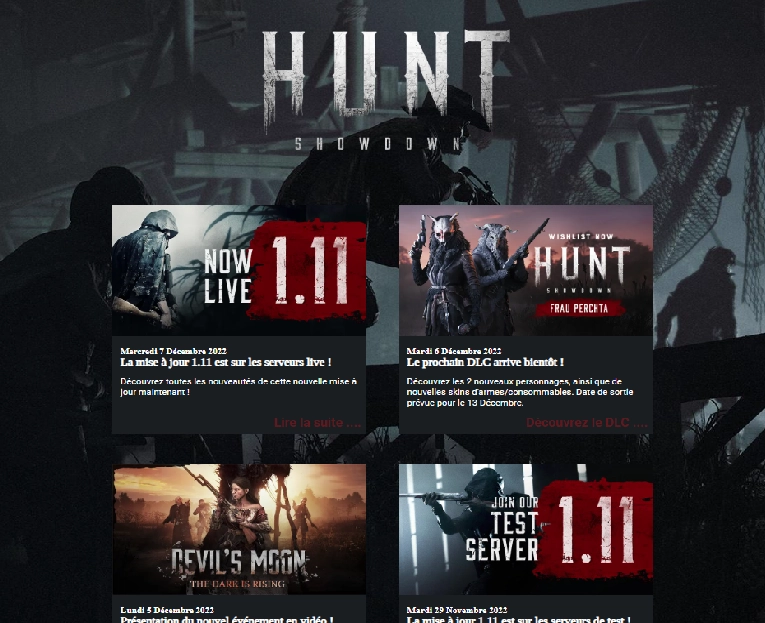 HUNT
SHOWDOWN
NOW
LIVE
1.11
Mercredi 7 Décembre 2022
La mise à jour 1.11 est sur les serveurs live !
Découvrez toutes les nouveautés de cette nouvelle mise à
jour maintenant !
Lire la suite ....
WISHLIST NOW
HUNT
SHOWDOWN
FRAU PERCHTA
Mardi 6 Décembre 2022
Le prochain DLC arrive bientôt !
Découvrez les 2 nouveaux personnages, ainsi que de
nouvelles skins d'armes/consommables. Date de sortie
prévue pour le 13 Décembre.
Découvrez le DLC ....
DEVIL'S MOON
THE DARK IS RISING
Lundi 5 Décembre 2022
Présentation du nouvel événement en vidéo !
JOIN OUR
TEST
SERVER
1.11
Mardi 29 Novembre 2022
La mise à jour 1.11 est sur les serveurs de test !